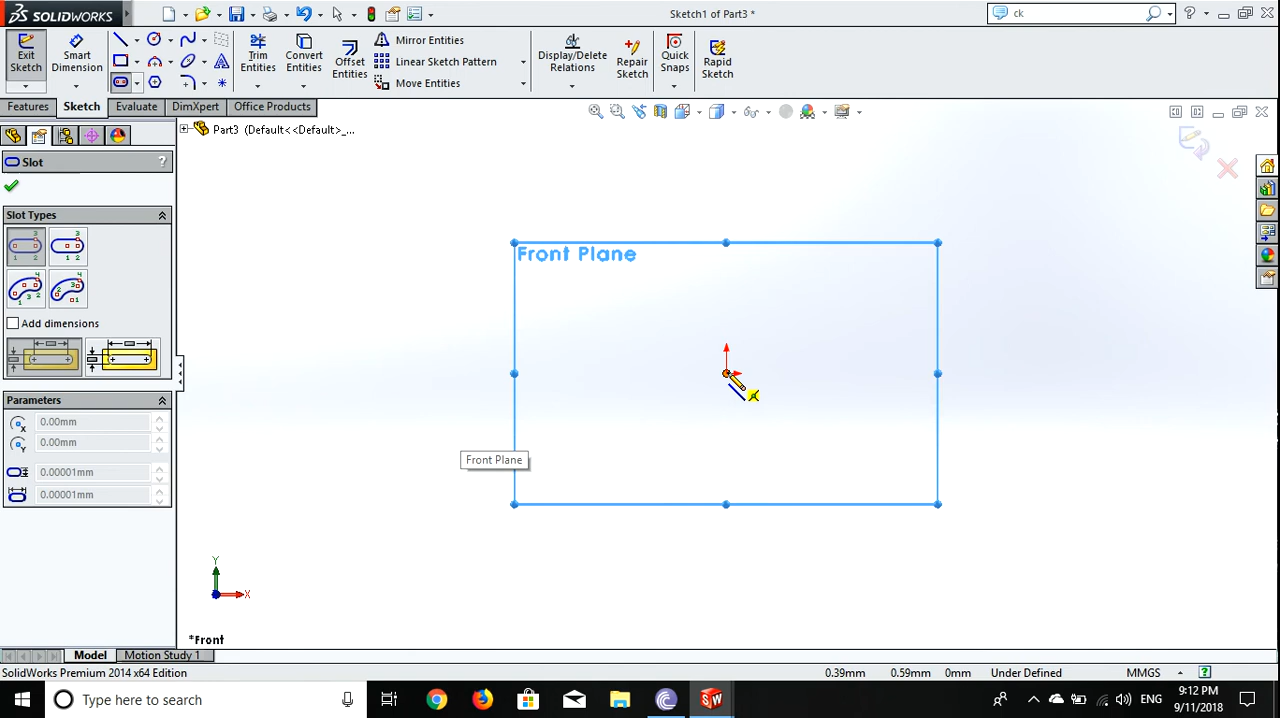 SOLIDWORKS
Sketch1 of Part3 *
ck
Exit Sketch
Smart Dimension
Trim Entities
Convert Entities
Offset Entities
Mirror Entities
Linear Sketch Pattern
Move Entities
Display/Delete Relations
Repair Sketch
Quick Snaps
Rapid Sketch
Features
Sketch
Evaluate
DimXpert
Office Products
Part3 (Default<<Default>_...
Slot
?
Slot Types
Add dimensions
Parameters
0.00mm
0.00mm
0.00001mm
0.00001mm
Front Plane
Front Plane
Y
X
*Front
Model
Motion Study 1
SolidWorks Premium 2014 x64 Edition
0.39mm
0.59mm
0mm
Under Defined
MMGS
?
Type here to search
ENG
9:12 PM
9/11/2018